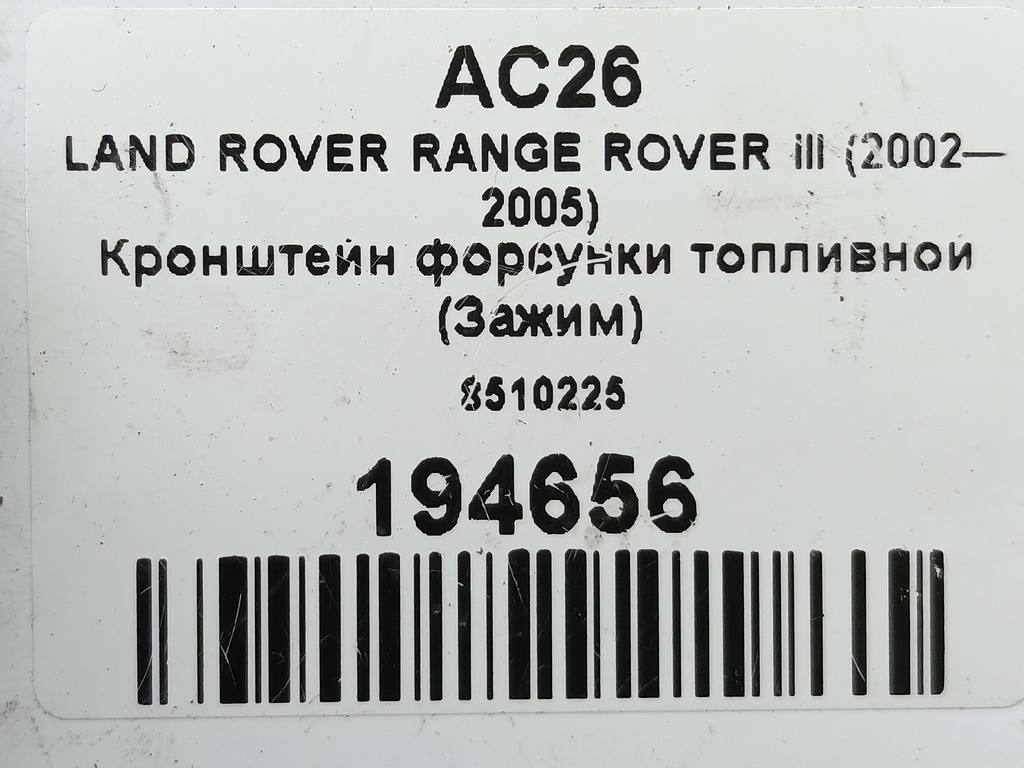 AC26
LAND ROVER RANGE ROVER III (2002—
2005)
Кронштейн форсунки топливной
(Зажим)
8510225
194656